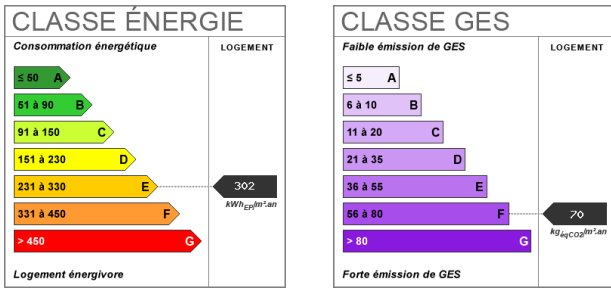 CLASSE ÉNERGIE
Consommation énergétique
LOGEMENT
≤ 50 A
51 à 90 B
91 à 150 C
151 à 230 D
231 à 330 E
302
kWhEP/m².an
331 à 450 F
> 450 G
Logement énergivore
CLASSE GES
Faible émission de GES
LOGEMENT
≤ 5 A
6 à 10 B
11 à 20 C
21 à 35 D
36 à 55 E
56 à 80 F
70
kgéqCO2/m².an
> 80 G
Forte émission de GES